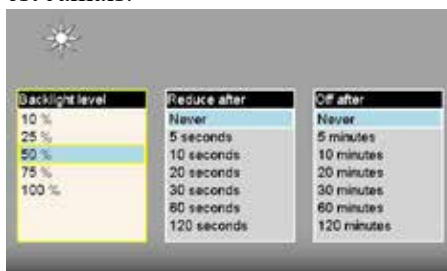 Backlight level
10 %
25 %
50 %
75 %
100 %
Reduce after
Never
5 seconds
10 seconds
20 seconds
30 seconds
60 seconds
120 seconds
Off after
Never
5 minutes
10 minutes
20 minutes
30 minutes
60 minutes
120 minutes